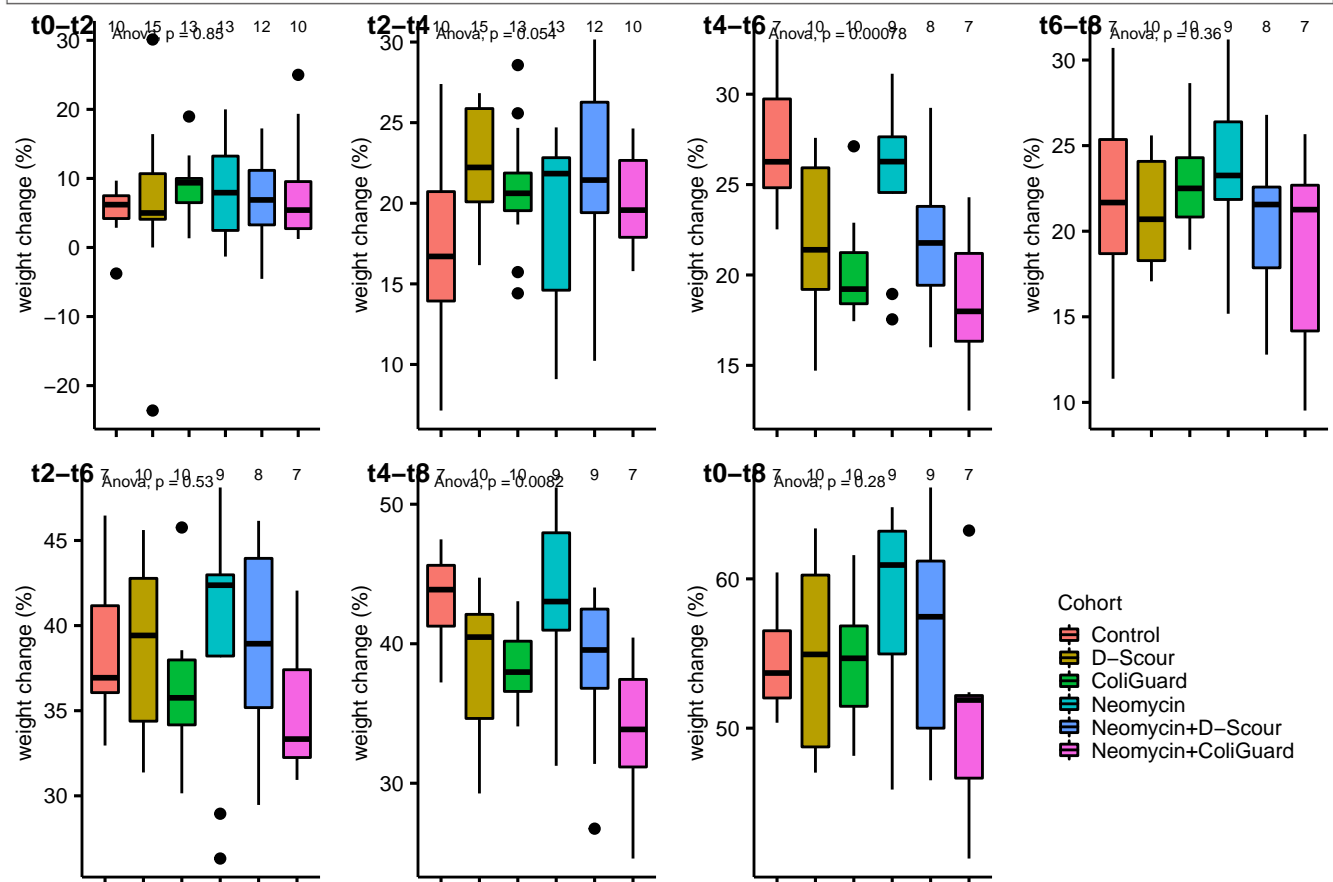 t0−t2
10 15 13 13 12 10
Anova, p = 0.85
weight change (%)
30
20
10
0
−10
−20
t2−t4
10 15 13 13 12 10
Anova, p = 0.054
weight change (%)
30
25
20
15
10
t4−t6
7 10 10 9 8 7
Anova, p = 0.00078
weight change (%)
30
25
20
15
t6−t8
7 10 10 9 8 7
Anova, p = 0.36
weight change (%)
30
25
20
15
10
t2−t6
7 10 10 9 8 7
Anova, p = 0.53
weight change (%)
45
40
35
30
t4−t8
7 10 10 9 9 7
Anova, p = 0.0082
weight change (%)
50
40
30
t0−t8
7 10 10 9 9 7
Anova, p = 0.28
weight change (%)
60
50
Cohort
Control
D−Scour
ColiGuard
Neomycin
Neomycin+D−Scour
Neomycin+ColiGuard